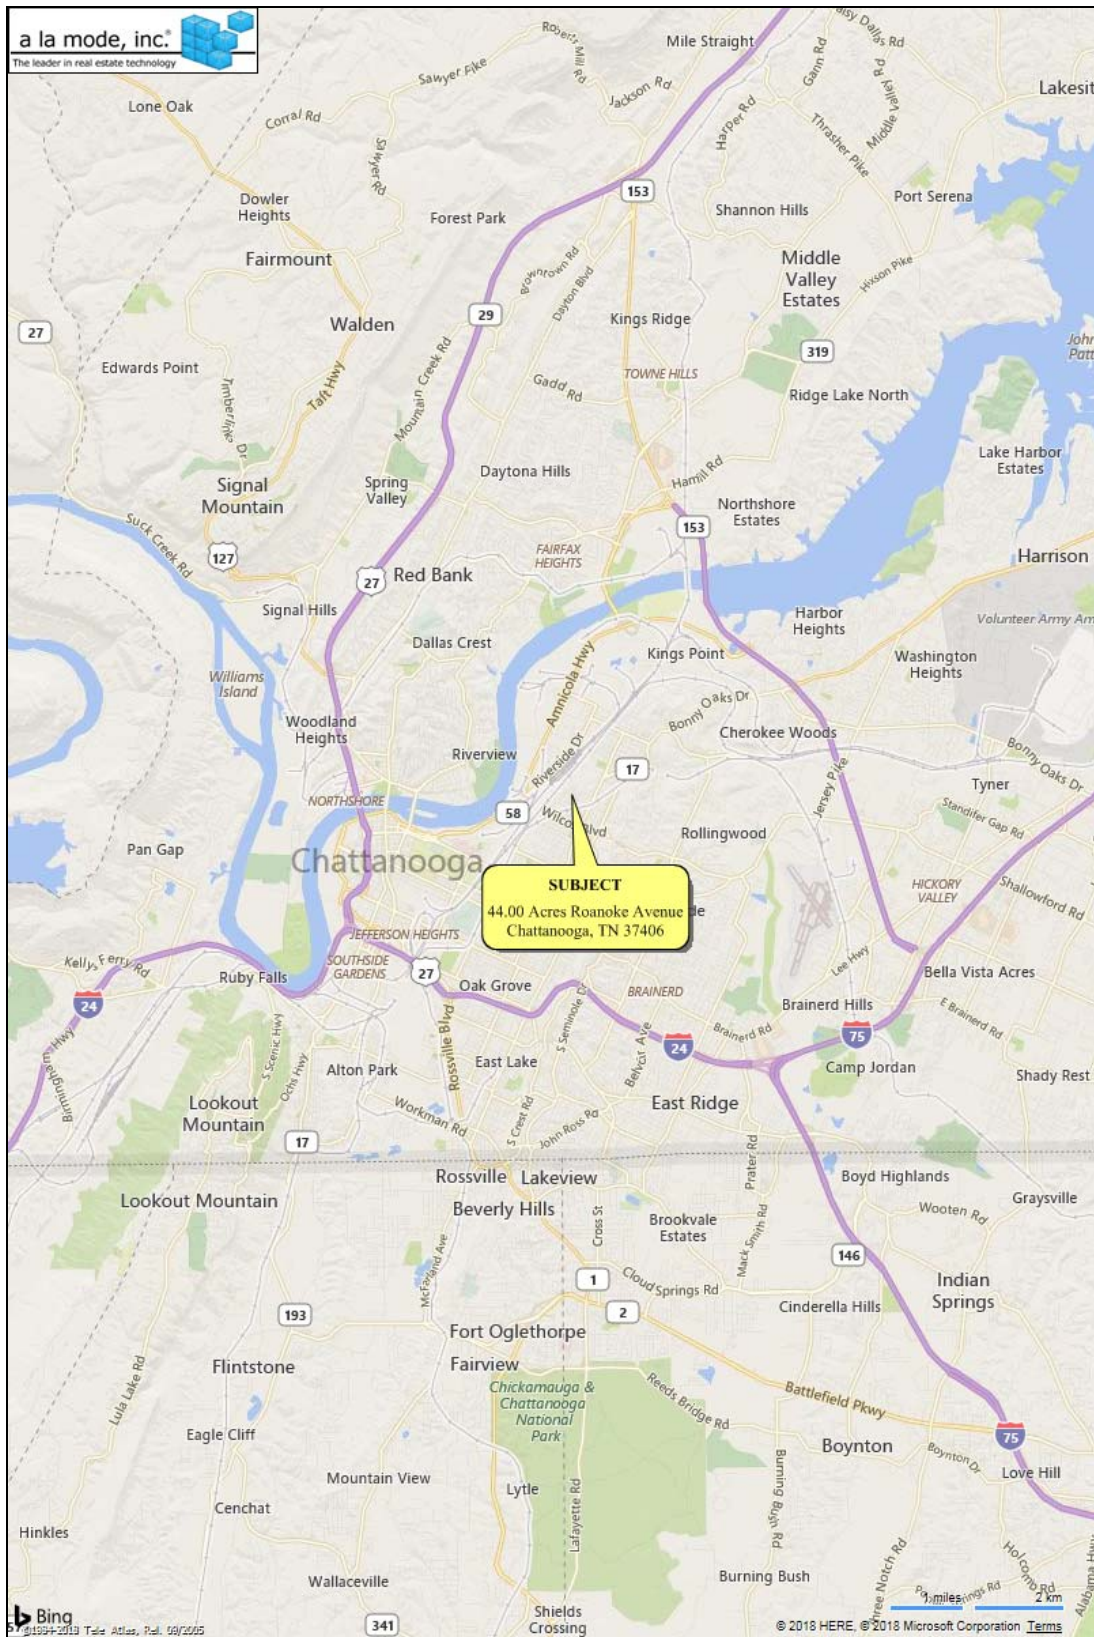 a la mode, inc.®
The leader in real estate technology
Mile Straight
Daisy Dallas Rd
Roberts Mill Rd
Gann Rd
Sawyer Pike
Jackson Rd
Middle Valley Rd
Lone Oak
Corral Rd
Harper Rd
Thrasher Pike
Sawyer Rd
153
Port Serena
Dowler
Heights
Forest Park
Shannon Hills
Fairmount
Browntown Rd
Dayton Blvd
Middle
Valley
Estates
Hixson Pike
27
Walden
29
Kings Ridge
319
Edwards Point
Taft Hwy
Mountain Creek Rd
Gadd Rd
TOWNE HILLS
Ridge Lake North
Signal
Mountain
Spring
Valley
Daytona Hills
Hamill Rd
Lake Harbor
Estates
Suck Creek Rd
127
153
Northshore
Estates
FAIRFAX
HEIGHTS
Harrison
27
Red Bank
Signal Hills
Dallas Crest
Harbor
Heights
Kings Point
Washington
Heights
Williams
Island
Amnicola Hwy
Bonny Oaks Dr
Woodland
Heights
Riverview
Riverside Dr
17
Cherokee Woods
Bonny Oaks Dr
Jersey Pike
Tyner
NORTHSHORE
58
Standifer Gap Rd
Rollingwood
Pan Gap
Chattanooga
SUBJECT
44.00 Acres Roanoke Avenue
Chattanooga, TN 37406
HICKORY
VALLEY
Shallowford Rd
JEFFERSON HEIGHTS
SOUTHSIDE
GARDENS
Kellys Ferry Rd
Ruby Falls
27
Oak Grove
BRAINERD
Lee Hwy
Bella Vista Acres
24
Brainerd Hills
E Brainerd Rd
Rossville Blvd
S Seminole Dr
Belvoir Ave
Brainerd Rd
24
75
Birmingham Hwy
S Scenic Hwy
Ochs Hwy
Alton Park
East Lake
Camp Jordan
Shady Rest
Lookout
Mountain
Workman Rd
S Crest Rd
John Ross Rd
East Ridge
17
Prater Rd
Rossville
Lakeview
Boyd Highlands
Lookout Mountain
Beverly Hills
Graysville
Cross St
Brookvale
Estates
Mack Smith Rd
Wooten Rd
McFarland Ave
146
1
Cloud Springs Rd
Indian
Springs
193
2
Cinderella Hills
Fort Oglethorpe
Flintstone
Fairview
Lula Lake Rd
Chickamauga &
Chattanooga
National
Park
Reeds Bridge Rd
Battlefield Pkwy
Eagle Cliff
75
Boynton
Boynton Dr
Mountain View
Lytle
Lafayette Rd
Burning Bush Rd
Love Hill
Cenchat
Hinkles
Wallaceville
Burning Bush
Three Notch Rd
Holcomb Rd
Alabama Hwy
1 miles
2 km
Bing
341
Shields
Crossing
© 2018 HERE, © 2018 Microsoft Corporation Terms